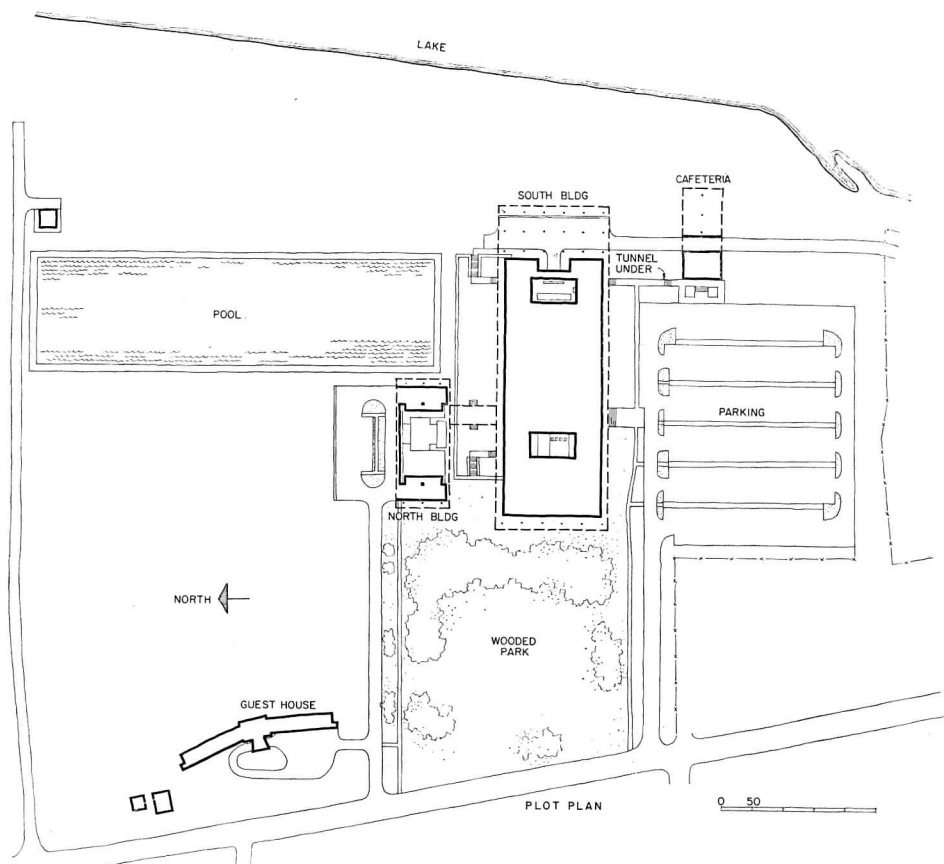 LAKE
CAFETERIA
SOUTH BLDG
TUNNEL
UNDER
POOL
PARKING
NORTH BLDG
NORTH
WOODED
PARK
GUEST HOUSE
PLOT PLAN
0 50